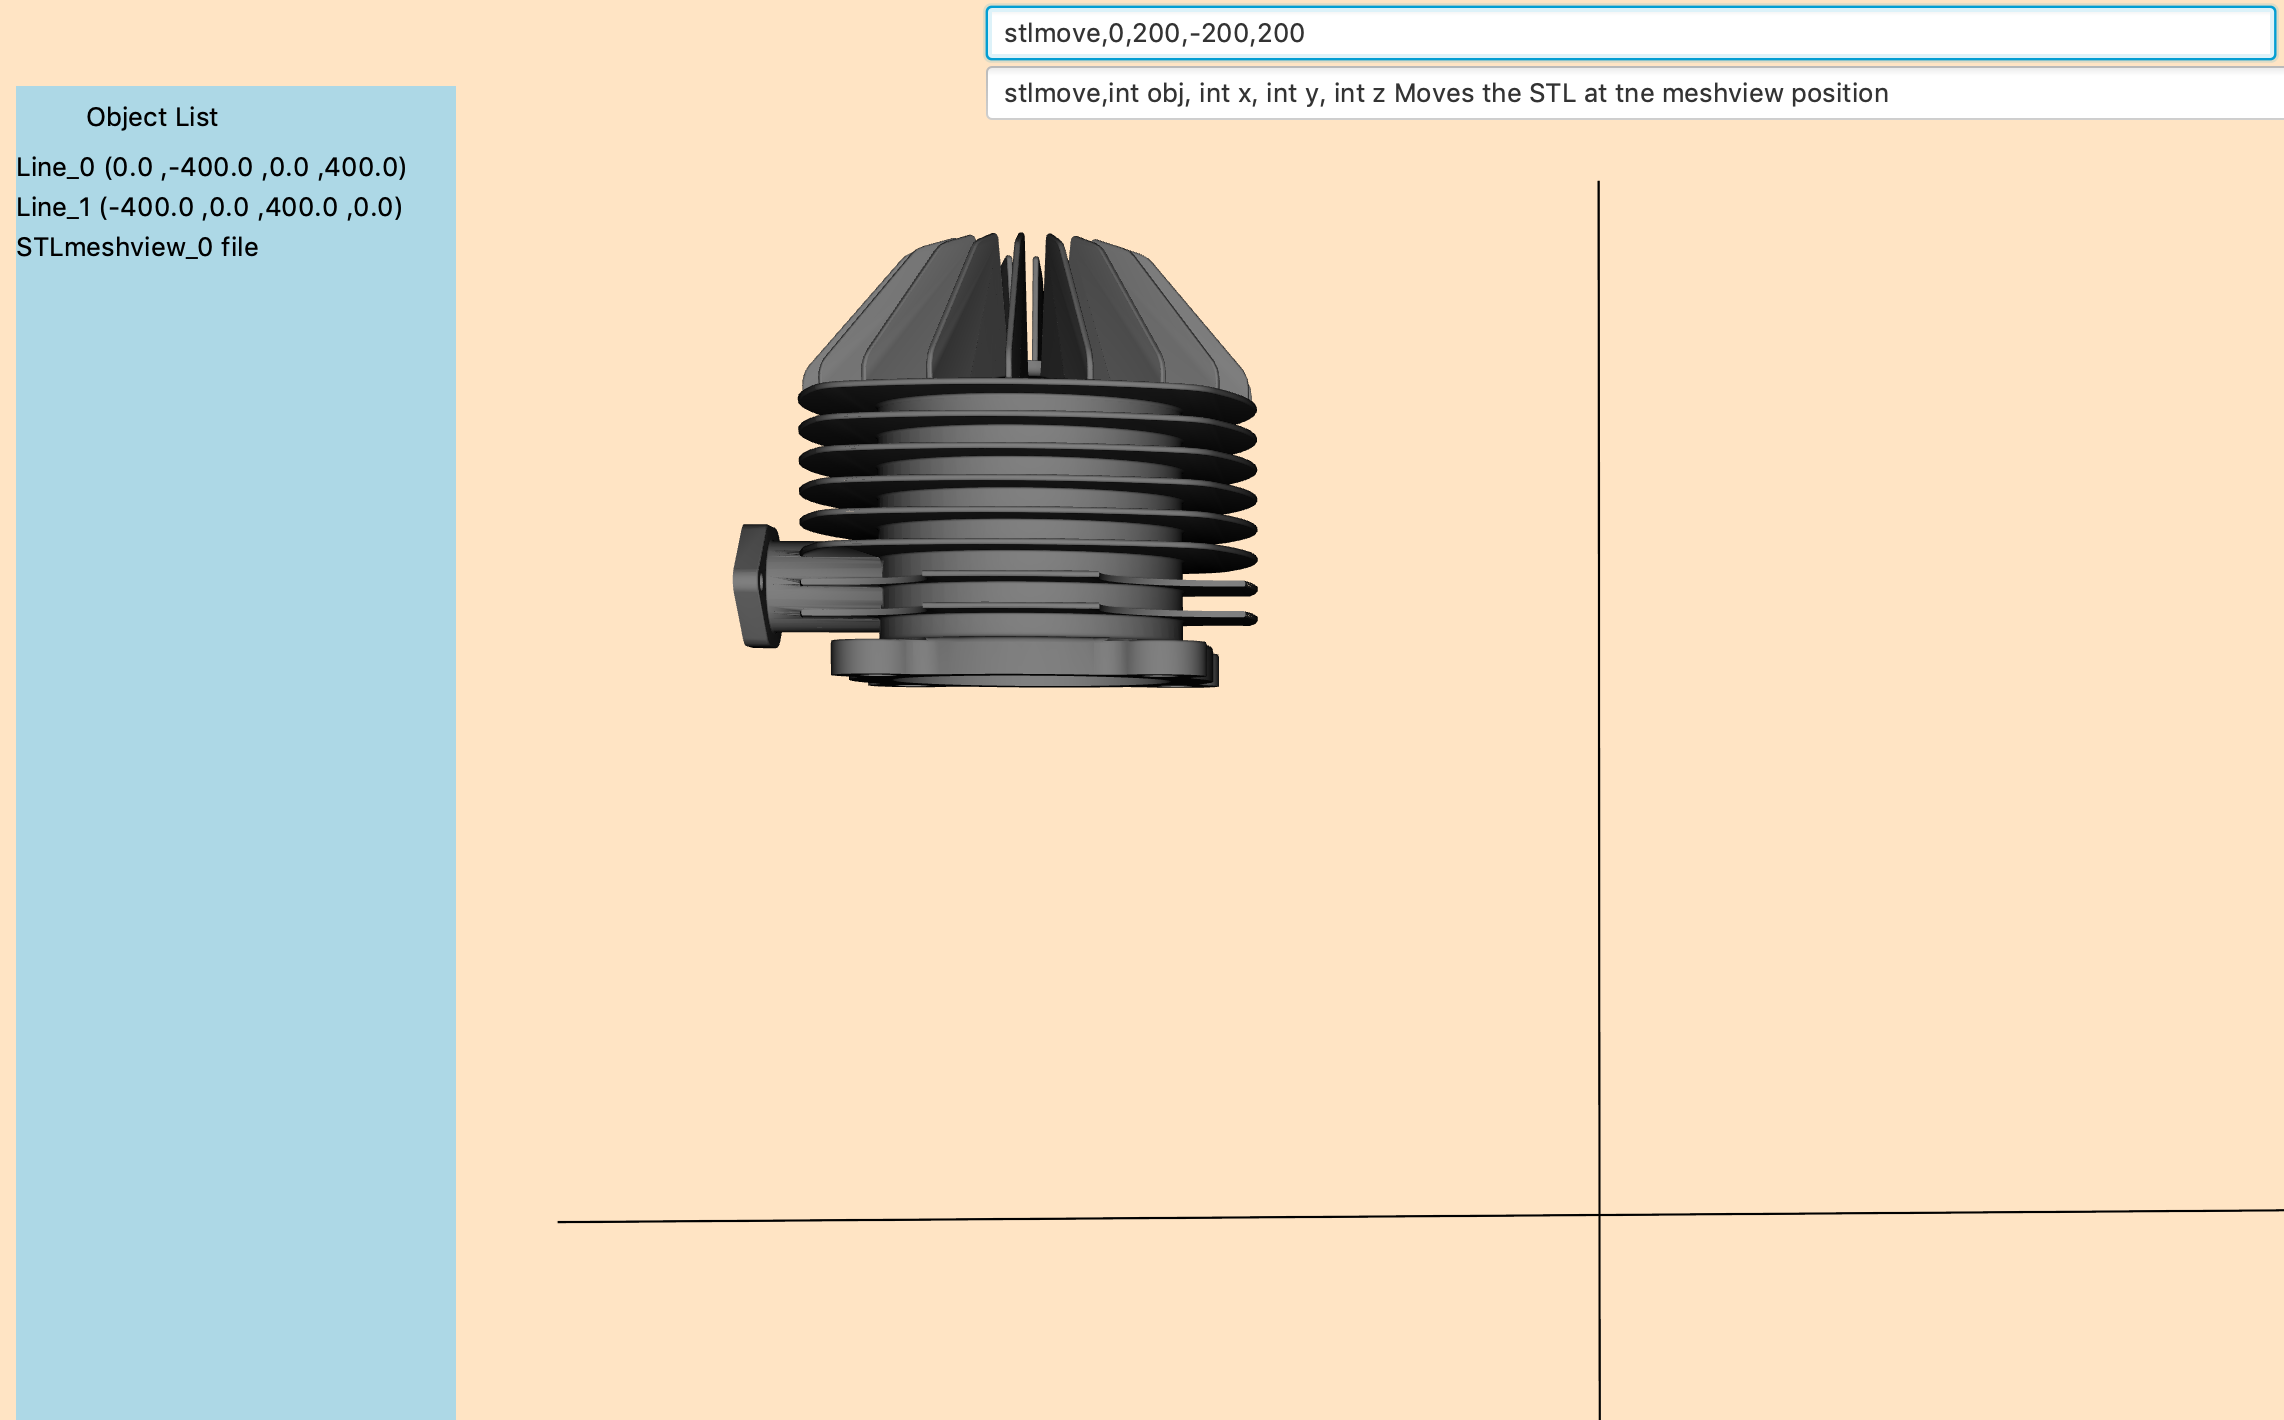 stlmove,0,200,-200,200
stlmove,int obj, int x, int y, int z Moves the STL at tne meshview position
Object List
Line_0 (0.0 ,-400.0 ,0.0 ,400.0)
Line_1 (-400.0 ,0.0 ,400.0 ,0.0)
STLmeshview_0 file